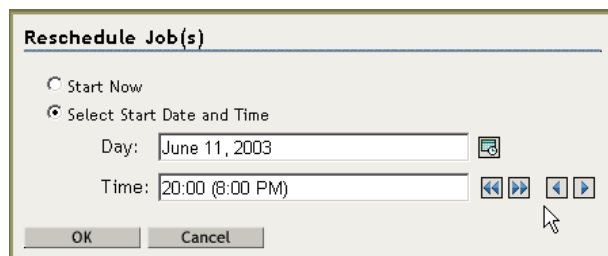 Reschedule Job(s)
Start Now
Select Start Date and Time
Day: June 11, 2003
Time: 20:00 (8:00 PM)
OK Cancel